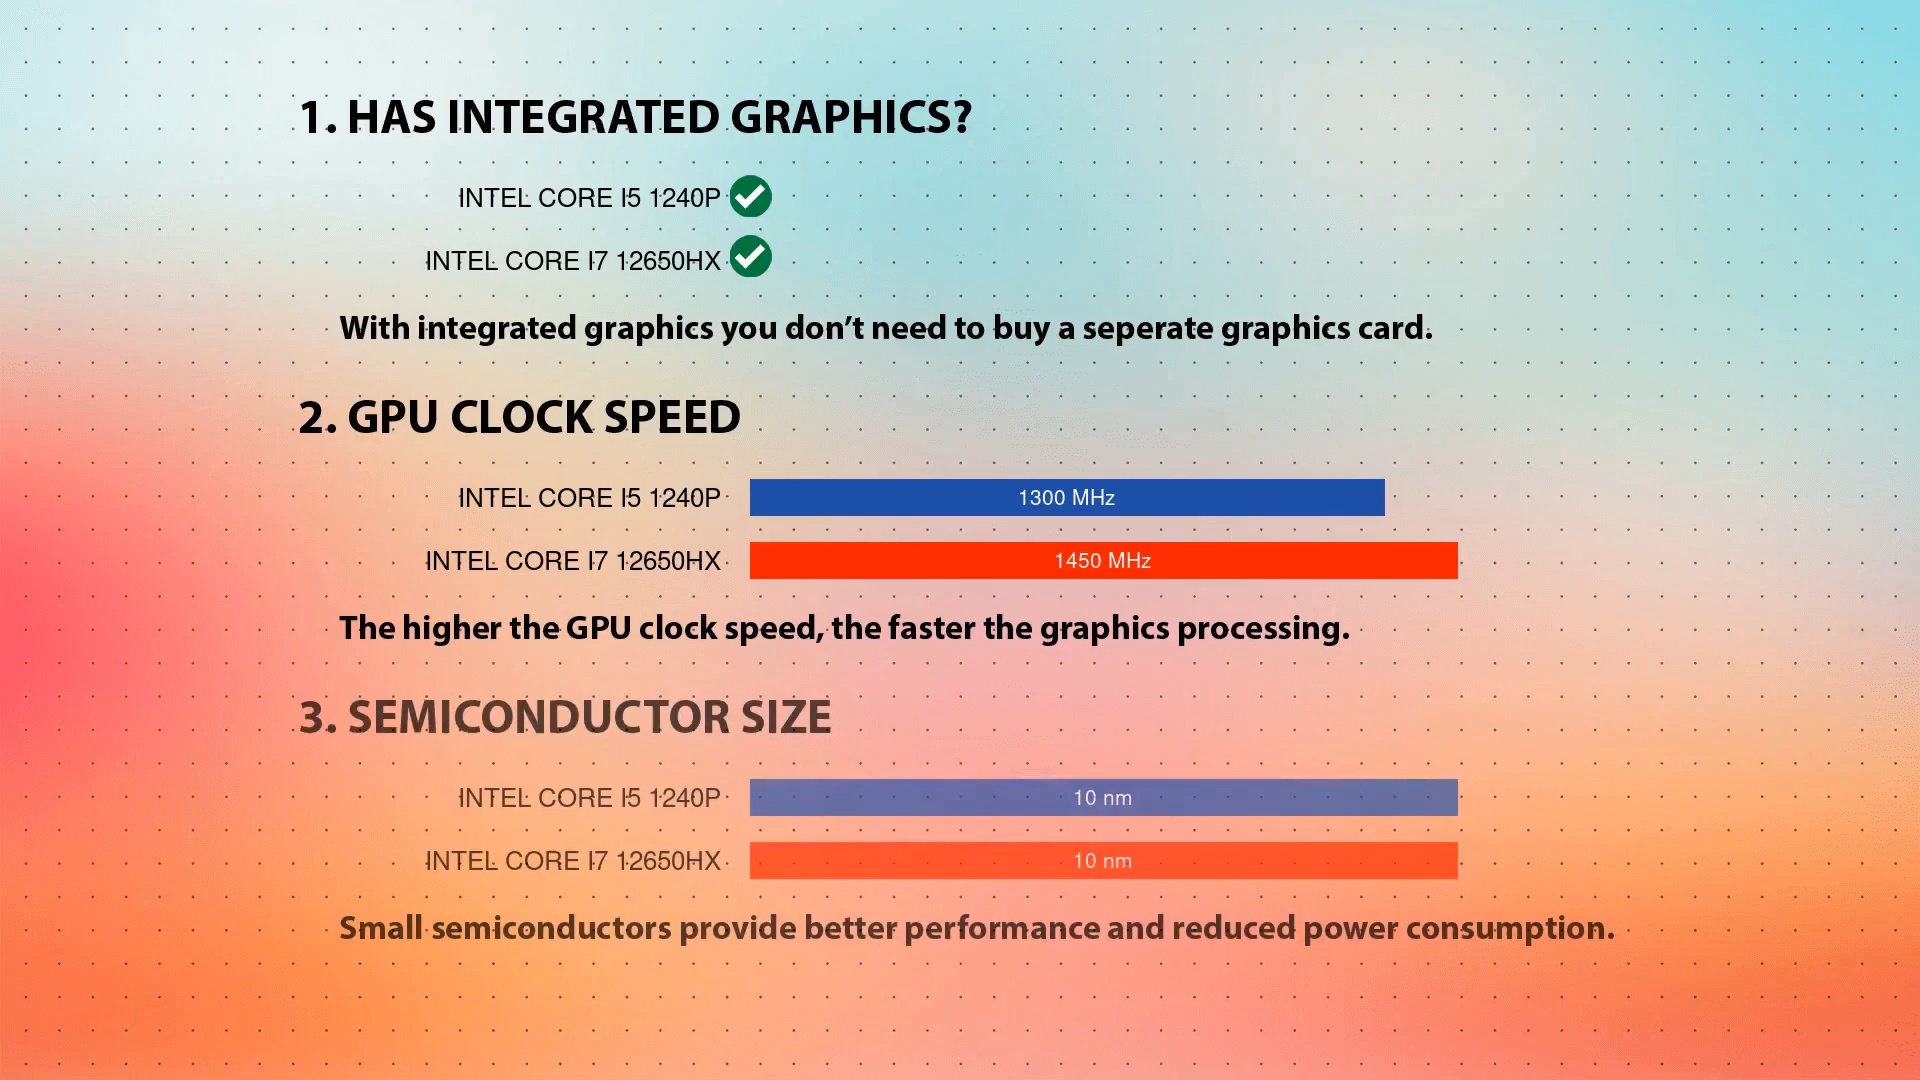 1. HAS INTEGRATED GRAPHICS?
INTEL CORE I5 1240P
INTEL CORE I7 12650HX
With integrated graphics you don’t need to buy a seperate graphics card.
2. GPU CLOCK SPEED
INTEL CORE I5 1240P 1300 MHz
INTEL CORE I7 12650HX 1450 MHz
The higher the GPU clock speed, the faster the graphics processing.
3. SEMICONDUCTOR SIZE
INTEL CORE I5 1240P 10 nm
INTEL CORE I7 12650HX 10 nm
Small semiconductors provide better performance and reduced power consumption.